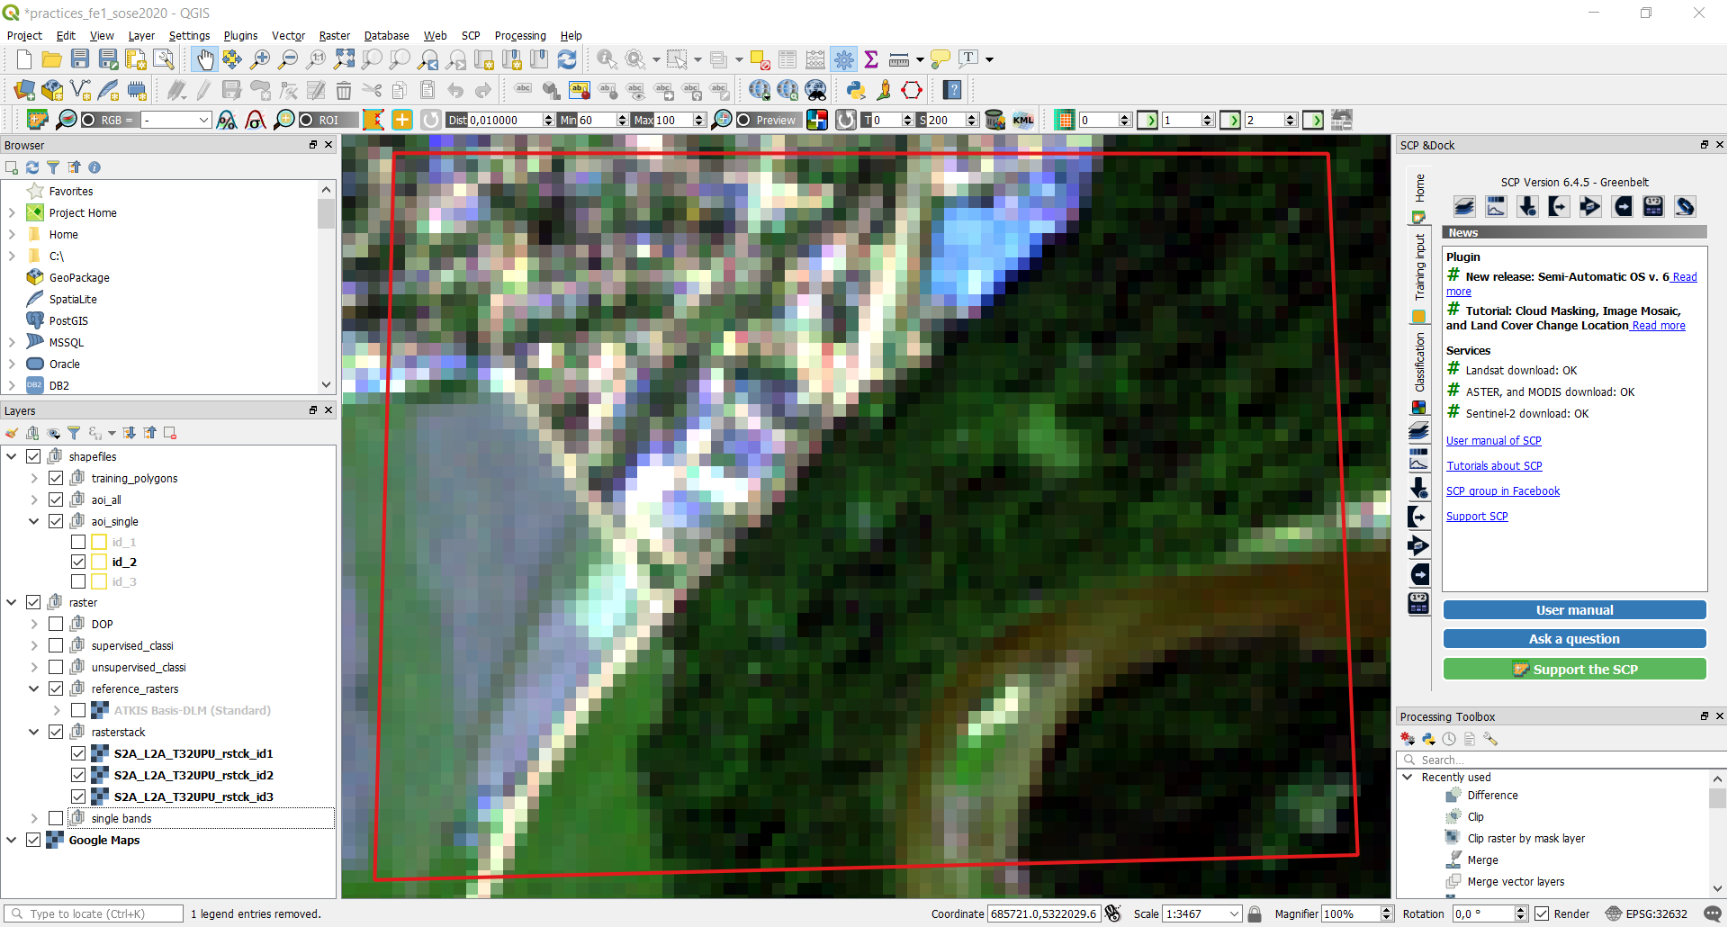 *practices_fe1_sose2020 - QGIS
Project Edit View Layer Settings Plugins Vector Raster Database Web SCP Processing Help
RGB = - ROI Dist 0,010000 Min 60 Max 100 Preview T 0 S 200 KML 0 1 2
Browser
Favorites
Project Home
Home
C:\
GeoPackage
SpatiaLite
PostGIS
MSSQL
Oracle
DB2
Layers
shapefiles
training_polygons
aoi_all
aoi_single
id_1
id_2
id_3
raster
DOP
supervised_classi
unsupervised_classi
reference_rasters
ATKIS Basis-DLM (Standard)
rasterstack
S2A_L2A_T32UPU_rstck_id1
S2A_L2A_T32UPU_rstck_id2
S2A_L2A_T32UPU_rstck_id3
single bands
Google Maps
SCP &Dock
Home
Training input
Classification
SCP Version 6.4.5 - Greenbelt
News
Plugin
# New release: Semi-Automatic OS v. 6 Read
more
# Tutorial: Cloud Masking, Image Mosaic,
and Land Cover Change Location Read more
Services
# Landsat download: OK
# ASTER, and MODIS download: OK
# Sentinel-2 download: OK
User manual of SCP
Tutorials about SCP
SCP group in Facebook
Support SCP
User manual
Ask a question
Support the SCP
Processing Toolbox
Search...
Recently used
Difference
Clip
Clip raster by mask layer
Merge
Merge vector layers
Type to locate (Ctrl+K) 1 legend entries removed. Coordinate 685721.0,5322029.6 Scale 1:3467 Magnifier 100% Rotation 0,0 ° Render EPSG:32632